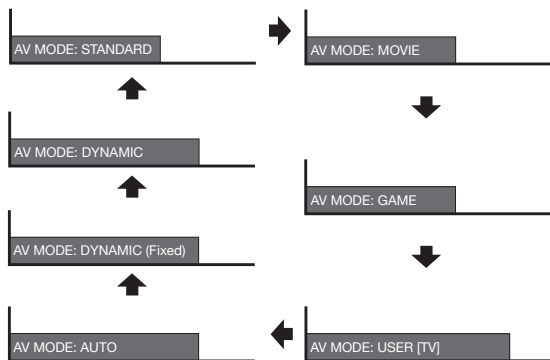 AV MODE: STANDARD
AV MODE: MOVIE
AV MODE: DYNAMIC
AV MODE: GAME
AV MODE: DYNAMIC (Fixed)
AV MODE: AUTO
AV MODE: USER [TV]